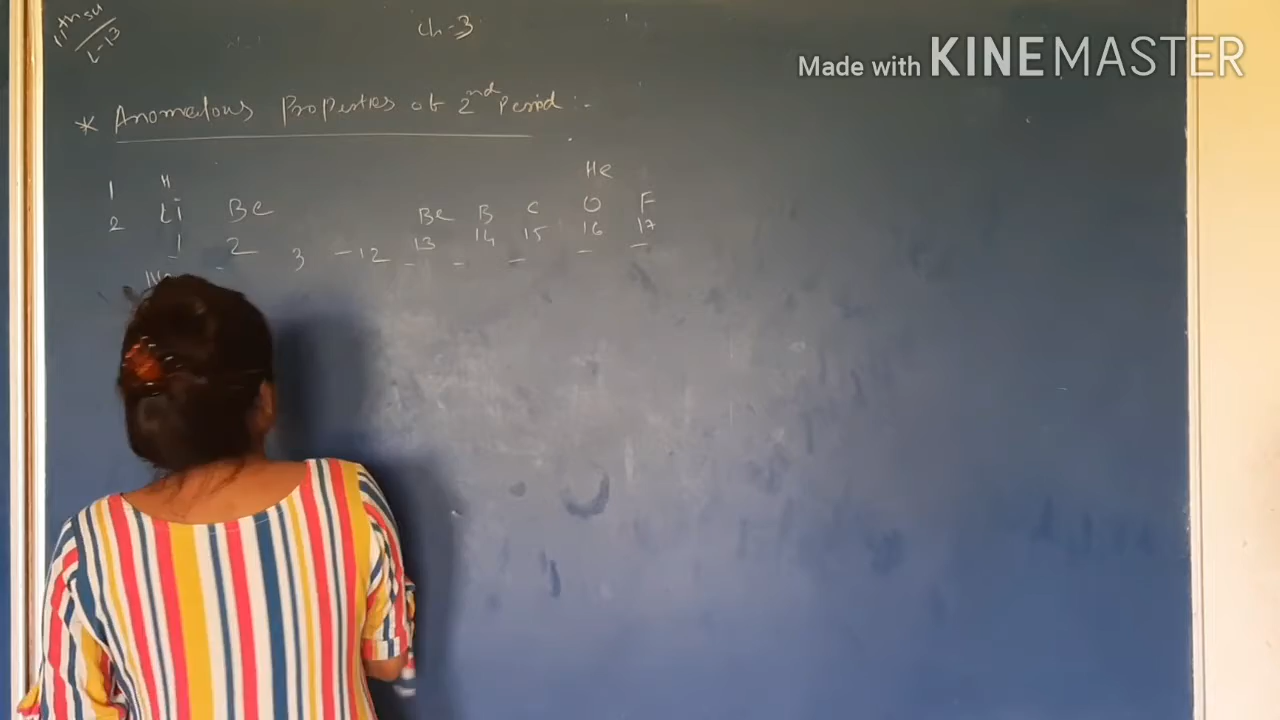 11th su
L-13
Ch-3
Made with KINEMASTER
* Anomalous Properties of 2nd Period :-
1 H He
2 Li Be Be B C O F
1 2 3 -12 13 14 15 16 17